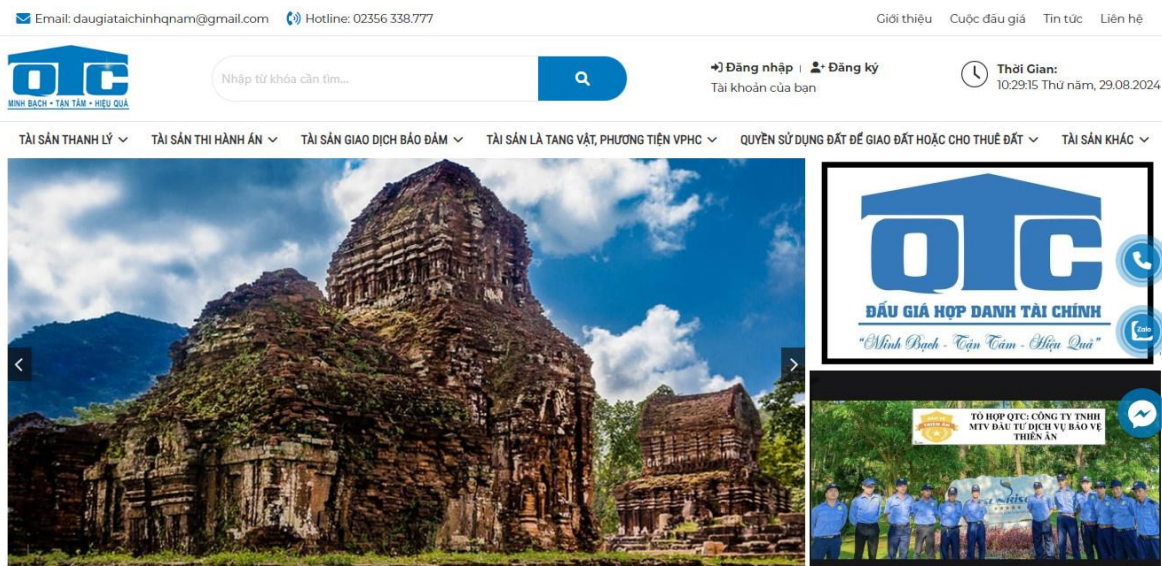 Email: daugiataichinhqnam@gmail.com
Hotline: 02356 338.777
Giới thiệu
Cuộc đấu giá
Tin tức
Liên hệ
QTC
MINH BẠCH • TẬN TÂM • HIỆU QUẢ
Nhập từ khóa cần tìm...
Đăng nhập | Đăng ký
Tài khoản của bạn
Thời Gian:
10:29:15 Thứ năm, 29.08.2024
TÀI SẢN THANH LÝ
TÀI SẢN THI HÀNH ÁN
TÀI SẢN GIAO DỊCH BẢO ĐẢM
TÀI SẢN LÀ TANG VẬT, PHƯƠNG TIỆN VPHC
QUYỀN SỬ DỤNG ĐẤT ĐỂ GIAO ĐẤT HOẶC CHO THUÊ ĐẤT
TÀI SẢN KHÁC
QTC
ĐẤU GIÁ HỢP DANH TÀI CHÍNH
"Minh Bạch - Tận Tâm - Hiệu Quả"
Zalo
TỔ HỢP QTC: CÔNG TY TNHH
MTV ĐẦU TƯ DỊCH VỤ BẢO VỆ
THIÊN ÂN